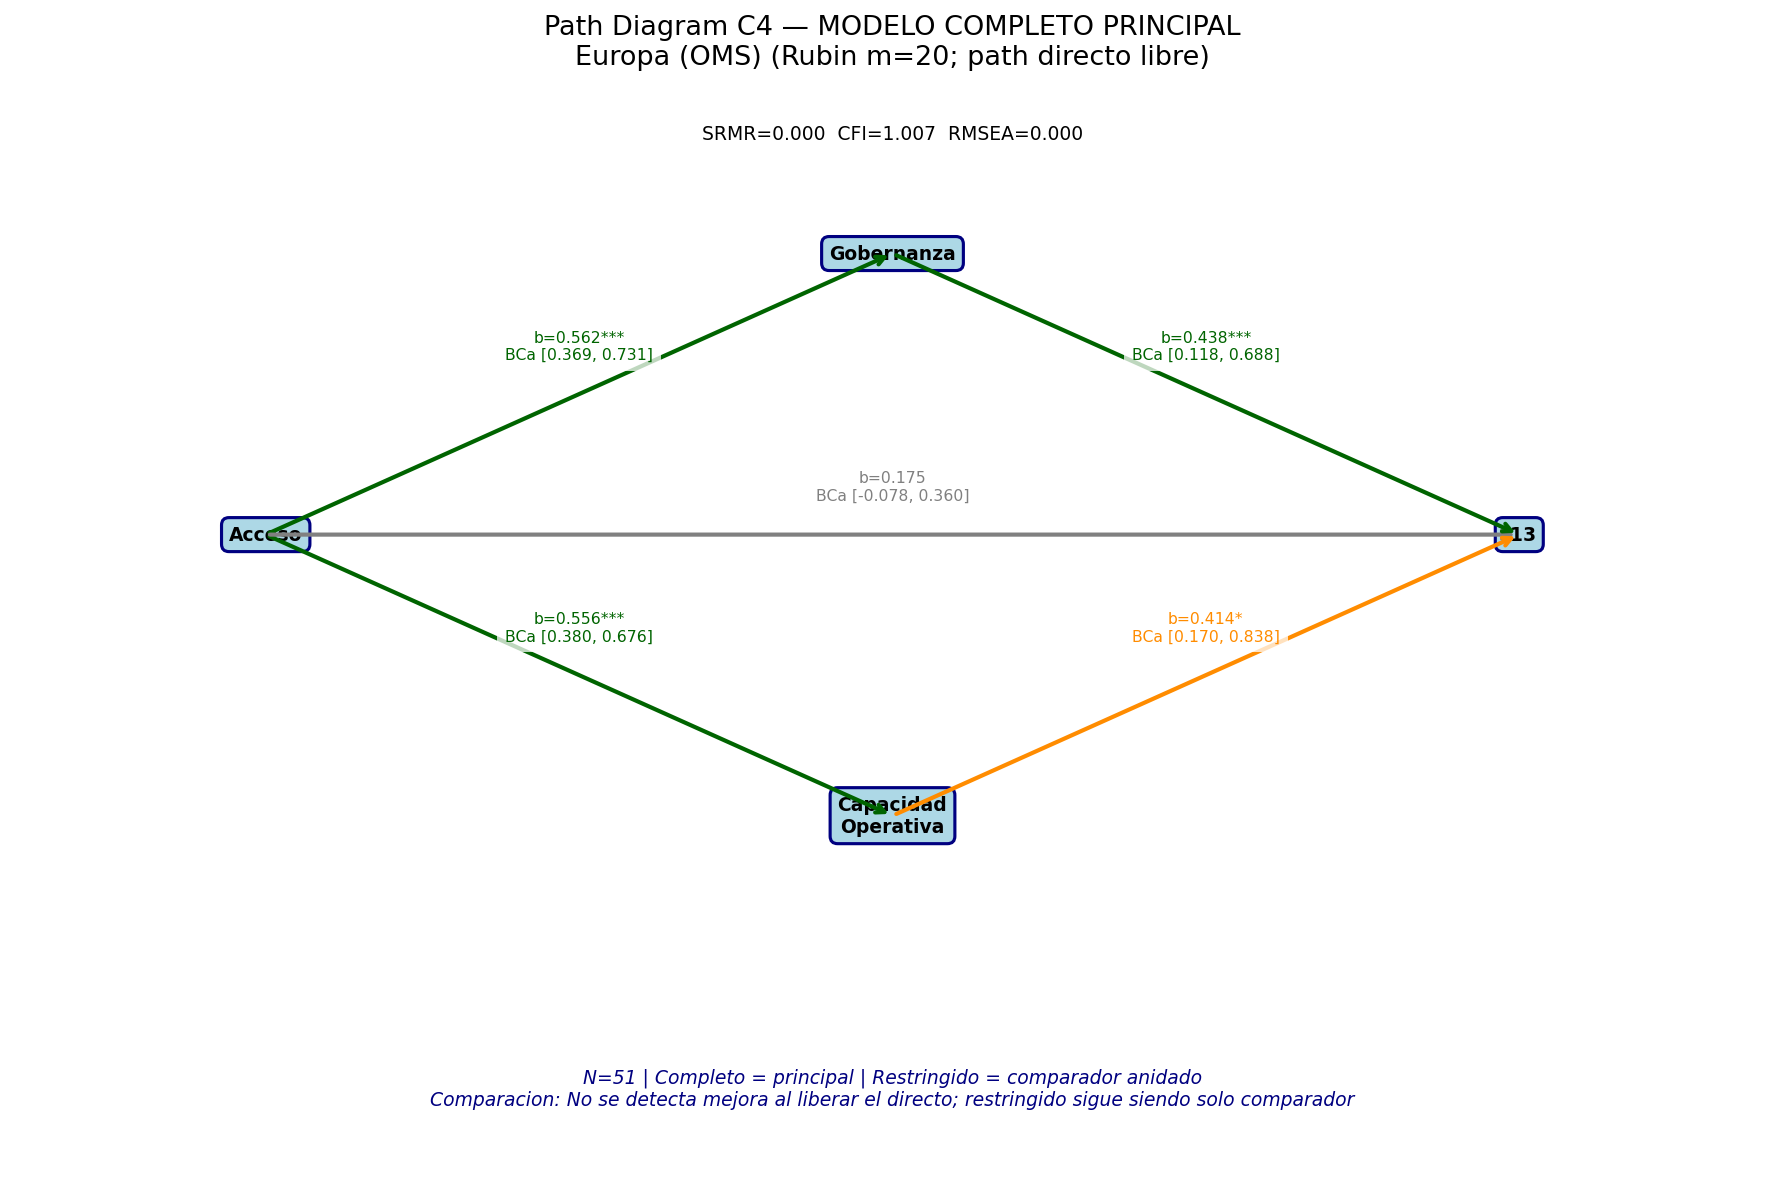 Path Diagram C4 — MODELO COMPLETO PRINCIPAL
Europa (OMS) (Rubin m=20; path directo libre)
SRMR=0.000  CFI=1.007  RMSEA=0.000
Gobernanza
b=0.562***
BCa [0.369, 0.731]
b=0.438***
BCa [0.118, 0.688]
b=0.175
BCa [-0.078, 0.360]
Acceso
b=0.556***
BCa [0.380, 0.676]
b=0.414*
BCa [0.170, 0.838]
Capacidad
Operativa
N=51 | Completo = principal | Restringido = comparador anidado
Comparacion: No se detecta mejora al liberar el directo; restringido sigue siendo solo comparador